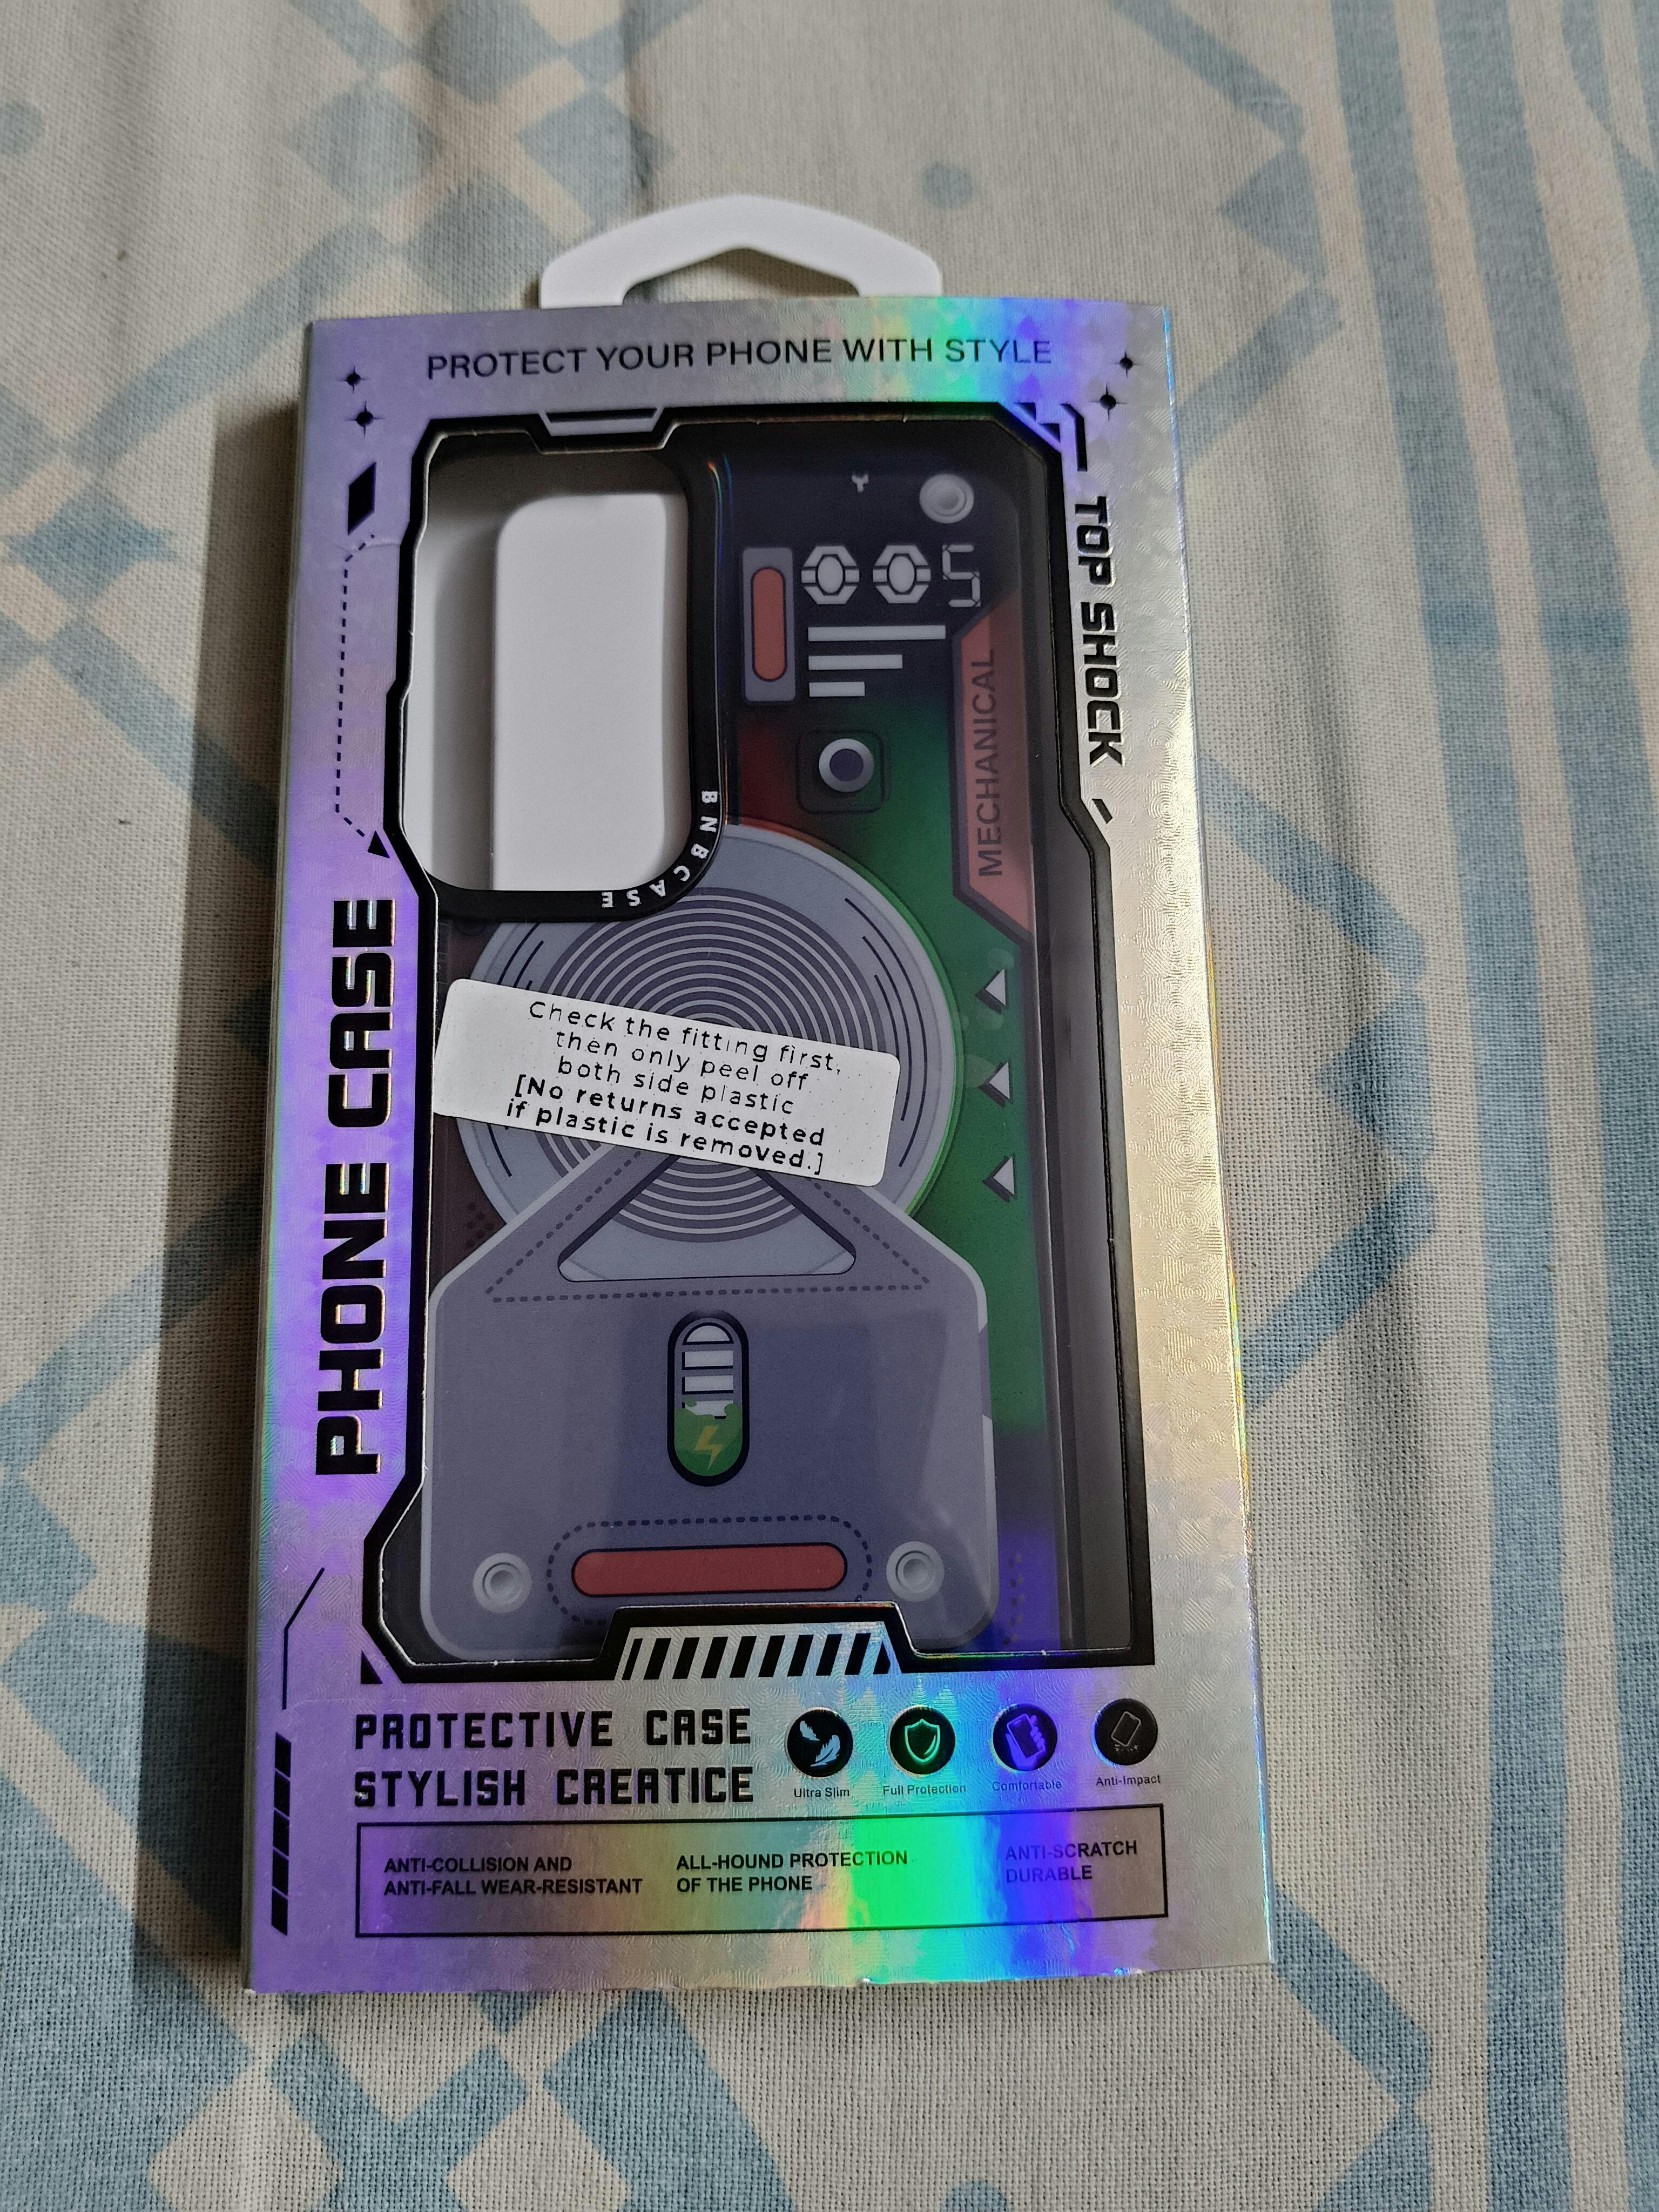 PROTECT YOUR PHONE WITH STYLE
TOP SHOCK
Y
005
MECHANICAL
BNBCASE
PHONE CASE
Check the fitting first,
then only peel off
both side plastic
[No returns accepted
if plastic is removed.]
PROTECTIVE CASE
STYLISH CREATICE
Ultra Slim
Full Protection
Comfortable
Anti-Impact
ANTI-COLLISION AND
ANTI-FALL WEAR-RESISTANT
ALL-HOUND PROTECTION
OF THE PHONE
ANTI-SCRATCH
DURABLE